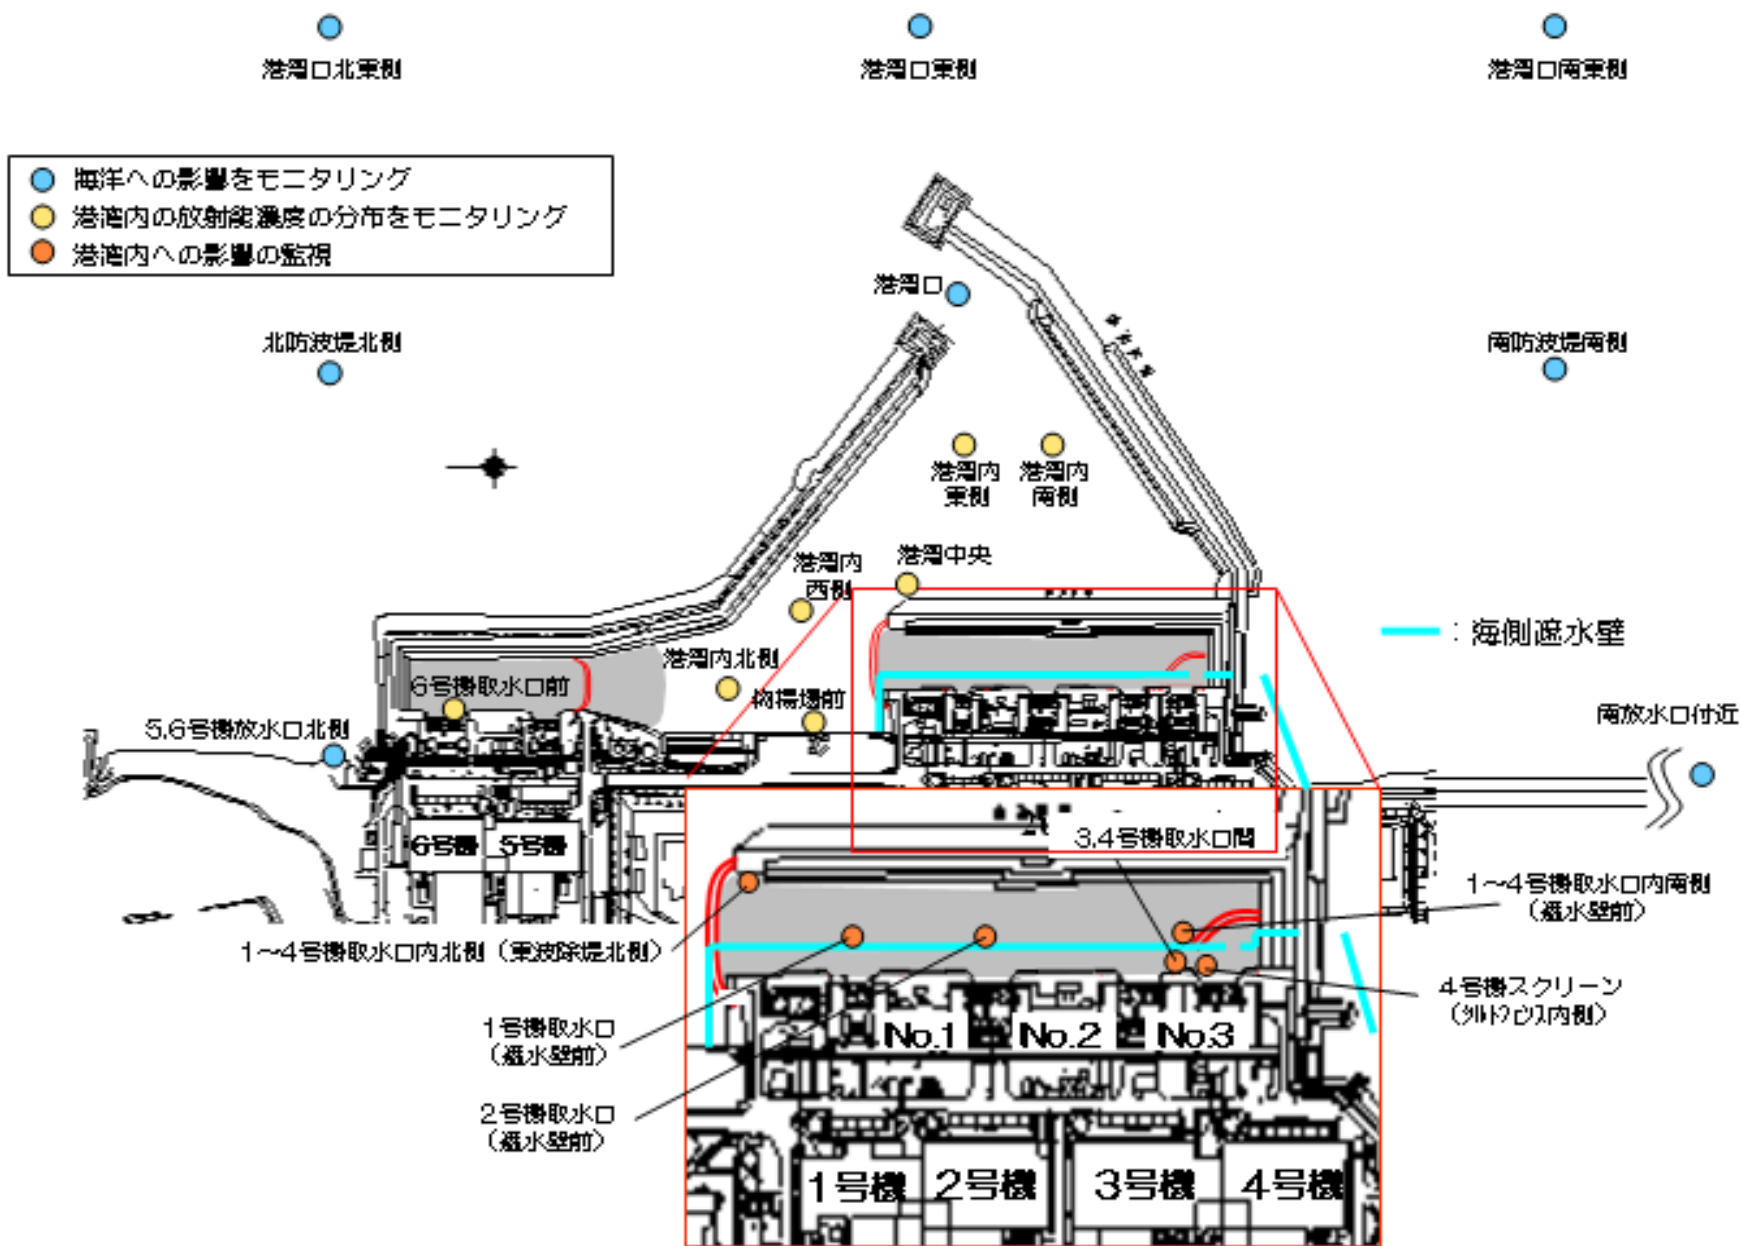 港湾口北東側
港湾口東側
港湾口南東側
海洋への影響をモニタリング
港湾内の放射能濃度の分布をモニタリング
港湾内への影響の監視
港湾口
北防波堤北側
南防波堤南側
港湾内
東側
港湾内
南側
港湾中央
港湾内
西側
：海側遮水壁
港湾内北側
6号機取水口前
物揚場前
5,6号機放水口北側
南放水口付近
6号機
5号機
3,4号機取水口間
1～4号機取水口内南側
（遮水壁前）
1～4号機取水口内北側（東波除堤北側）
4号機スクリーン
（シルトフェンス内側）
1号機取水口
（遮水壁前）
No.1
No.2
No.3
2号機取水口
（遮水壁前）
1号機
2号機
3号機
4号機